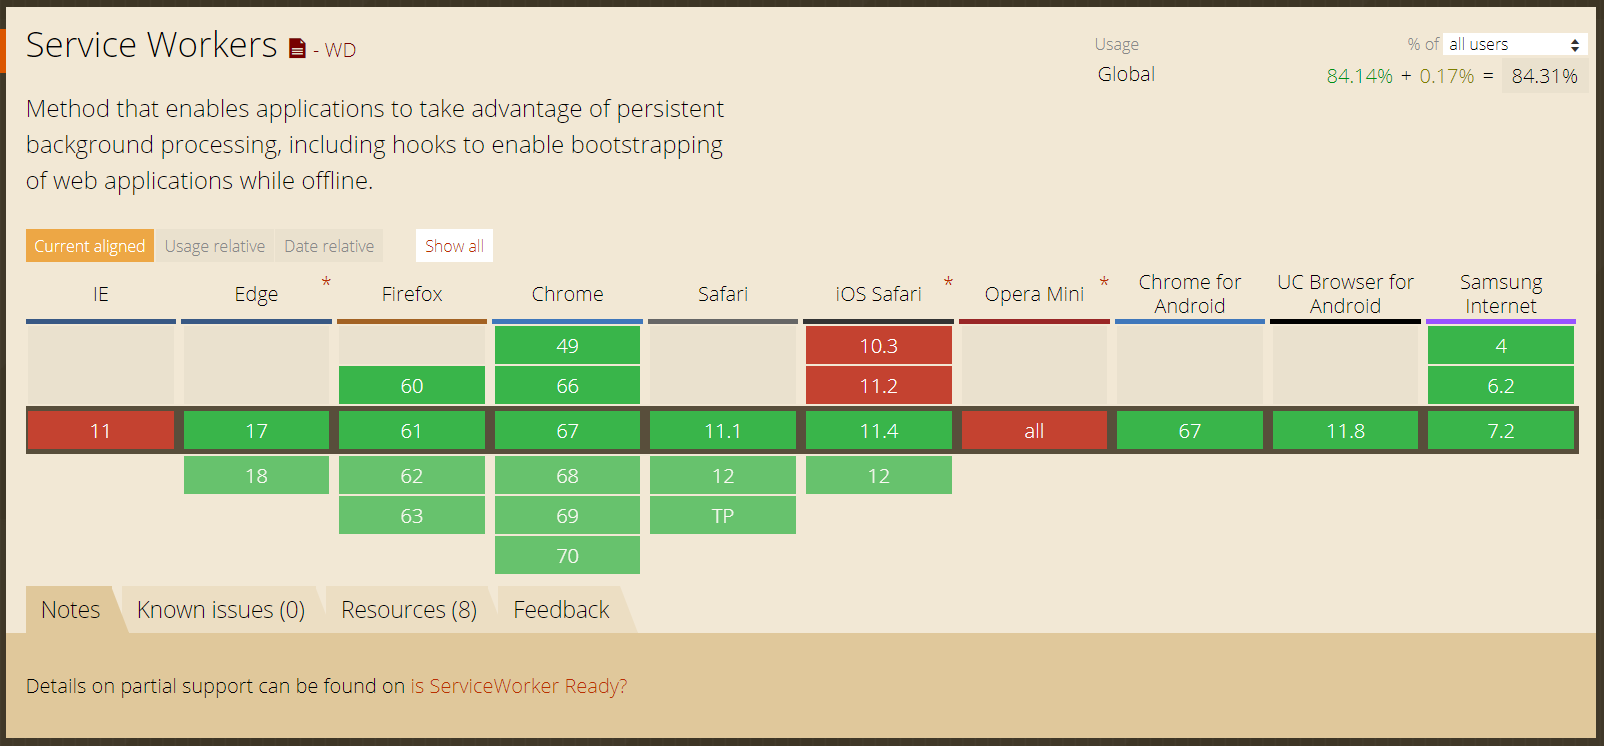 Service Workers - WD
Usage % of all users
Global 84.14% + 0.17% = 84.31%
Method that enables applications to take advantage of persistent
background processing, including hooks to enable bootstrapping
of web applications while offline.
Current aligned Usage relative Date relative Show all
IE Edge * Firefox Chrome Safari iOS Safari * Opera Mini * Chrome for Android UC Browser for Android Samsung Internet
49 10.3 4
60 66 11.2 6.2
11 17 61 67 11.1 11.4 all 67 11.8 7.2
18 62 68 12 12
63 69 TP
70
Notes Known issues (0) Resources (8) Feedback
Details on partial support can be found on is ServiceWorker Ready?